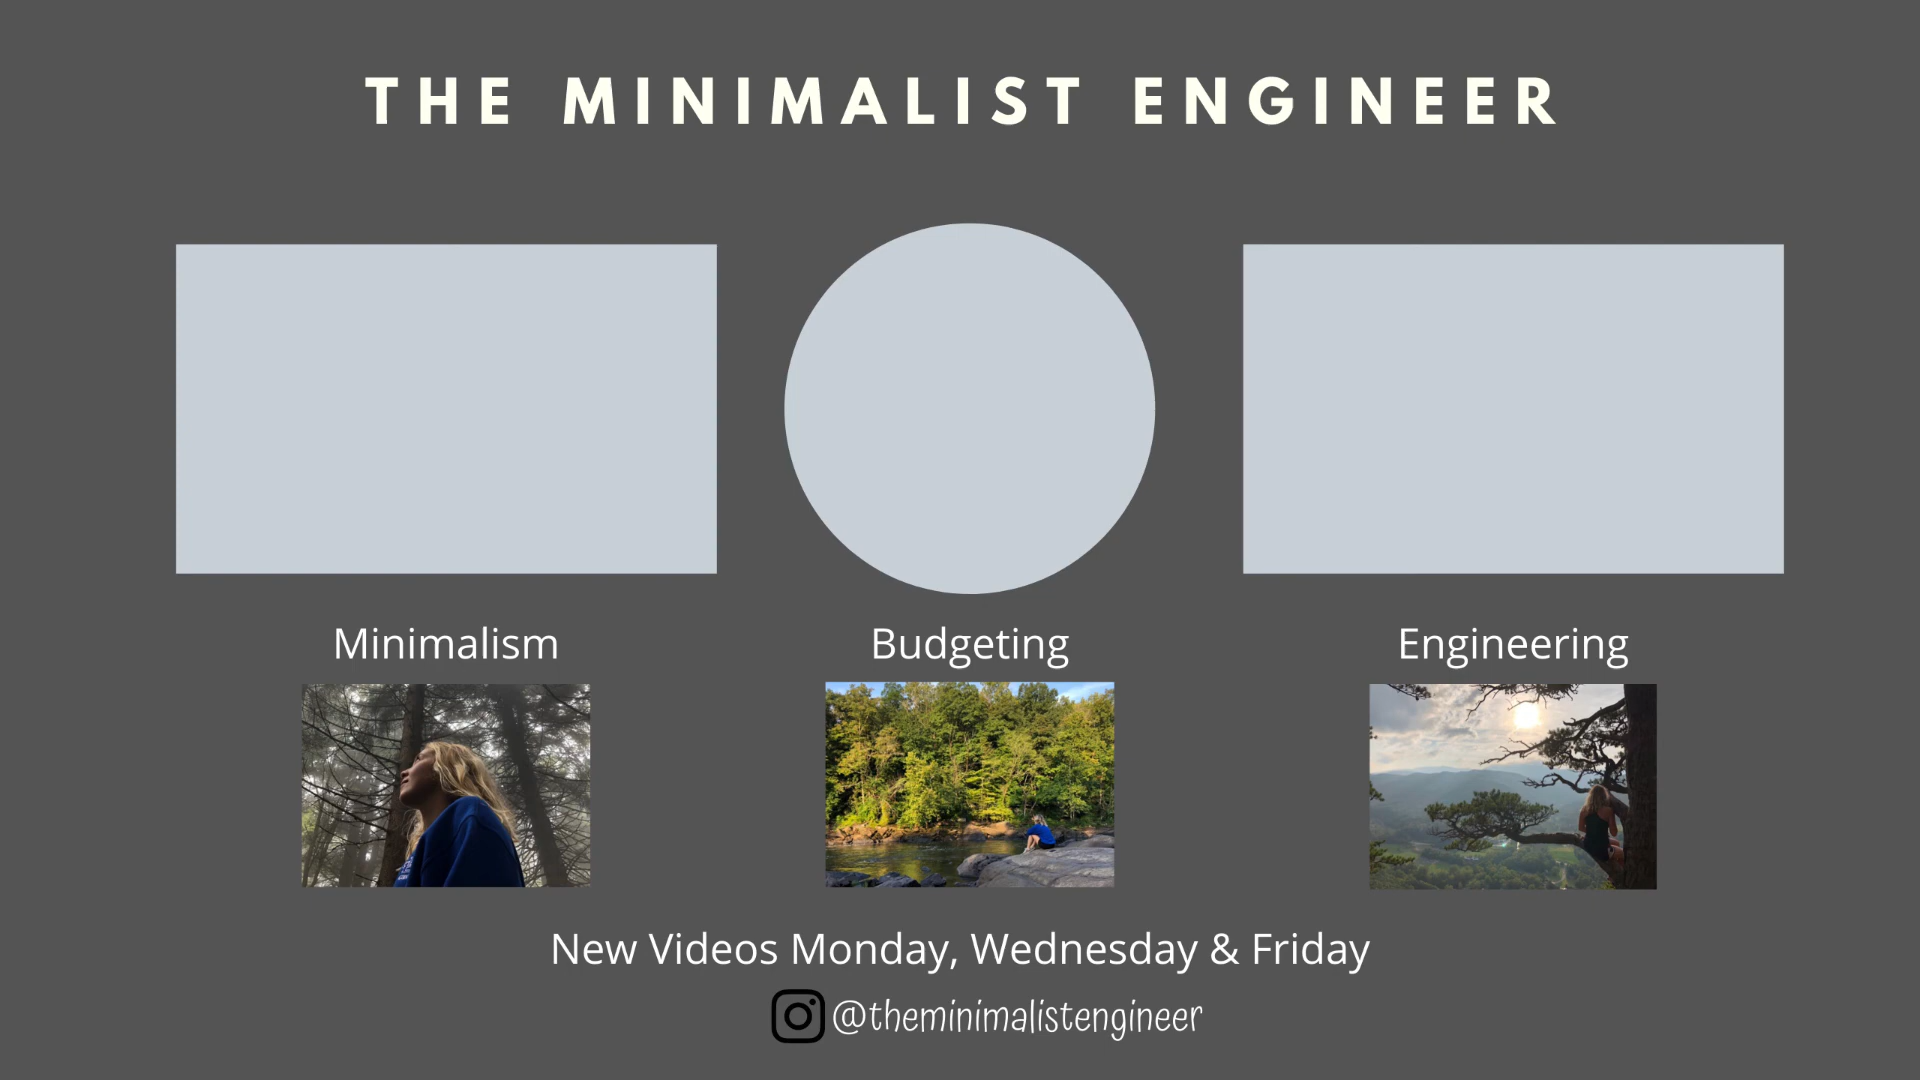 THE MINIMALIST ENGINEER
Minimalism
Budgeting
Engineering
New Videos Monday, Wednesday & Friday
@theminimalistengineer